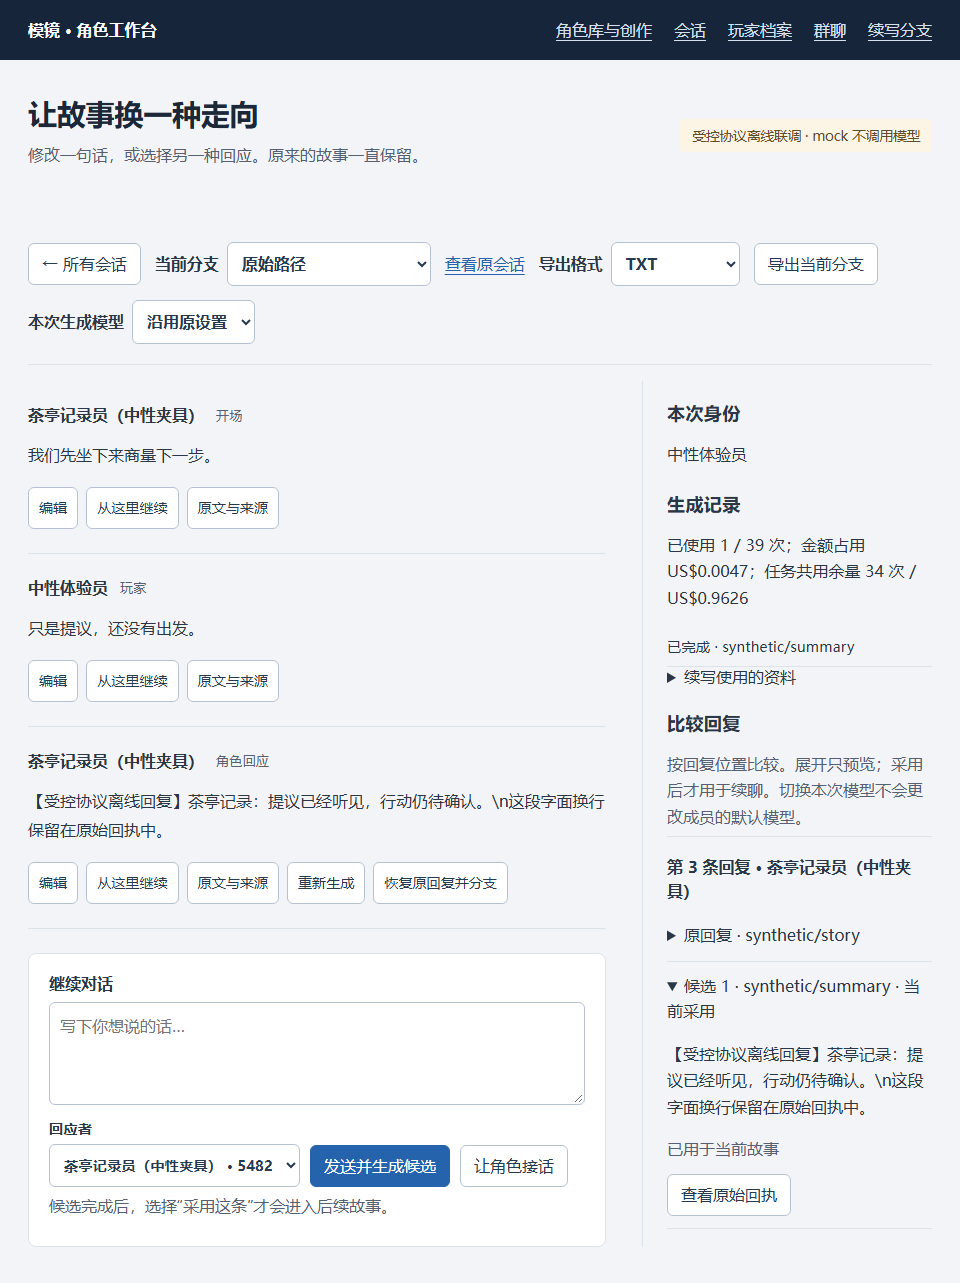 模镜 • 角色工作台
角色库与创作 会话 玩家档案 群聊 续写分支
让故事换一种走向
修改一句话，或选择另一种回应。原来的故事一直保留。
受控协议离线联调 · mock 不调用模型
← 所有会话 当前分支 原始路径 查看原会话 导出格式 TXT 导出当前分支
本次生成模型 沿用原设置
茶亭记录员（中性夹具） 开场
我们先坐下来商量下一步。
编辑 从这里继续 原文与来源
中性体验员 玩家
只是提议，还没有出发。
编辑 从这里继续 原文与来源
茶亭记录员（中性夹具） 角色回应
【受控协议离线回复】茶亭记录：提议已经听见，行动仍待确认。\n这段字面换行
保留在原始回执中。
编辑 从这里继续 原文与来源 重新生成 恢复原回复并分支
继续对话
写下你想说的话...
回应者
茶亭记录员（中性夹具） • 5482 发送并生成候选 让角色接话
候选完成后，选择“采用这条”才会进入后续故事。
本次身份
中性体验员
生成记录
已使用 1 / 39 次；金额占用
US$0.0047；任务共用余量 34 次 /
US$0.9626
已完成 · synthetic/summary
▶ 续写使用的资料
比较回复
按回复位置比较。展开只预览；采用
后才用于续聊。切换本次模型不会更
改成员的默认模型。
第 3 条回复 • 茶亭记录员（中性夹
具）
▶ 原回复 · synthetic/story
▼ 候选 1 · synthetic/summary · 当
前采用
【受控协议离线回复】茶亭记录：提
议已经听见，行动仍待确认。\n这段
字面换行保留在原始回执中。
已用于当前故事
查看原始回执